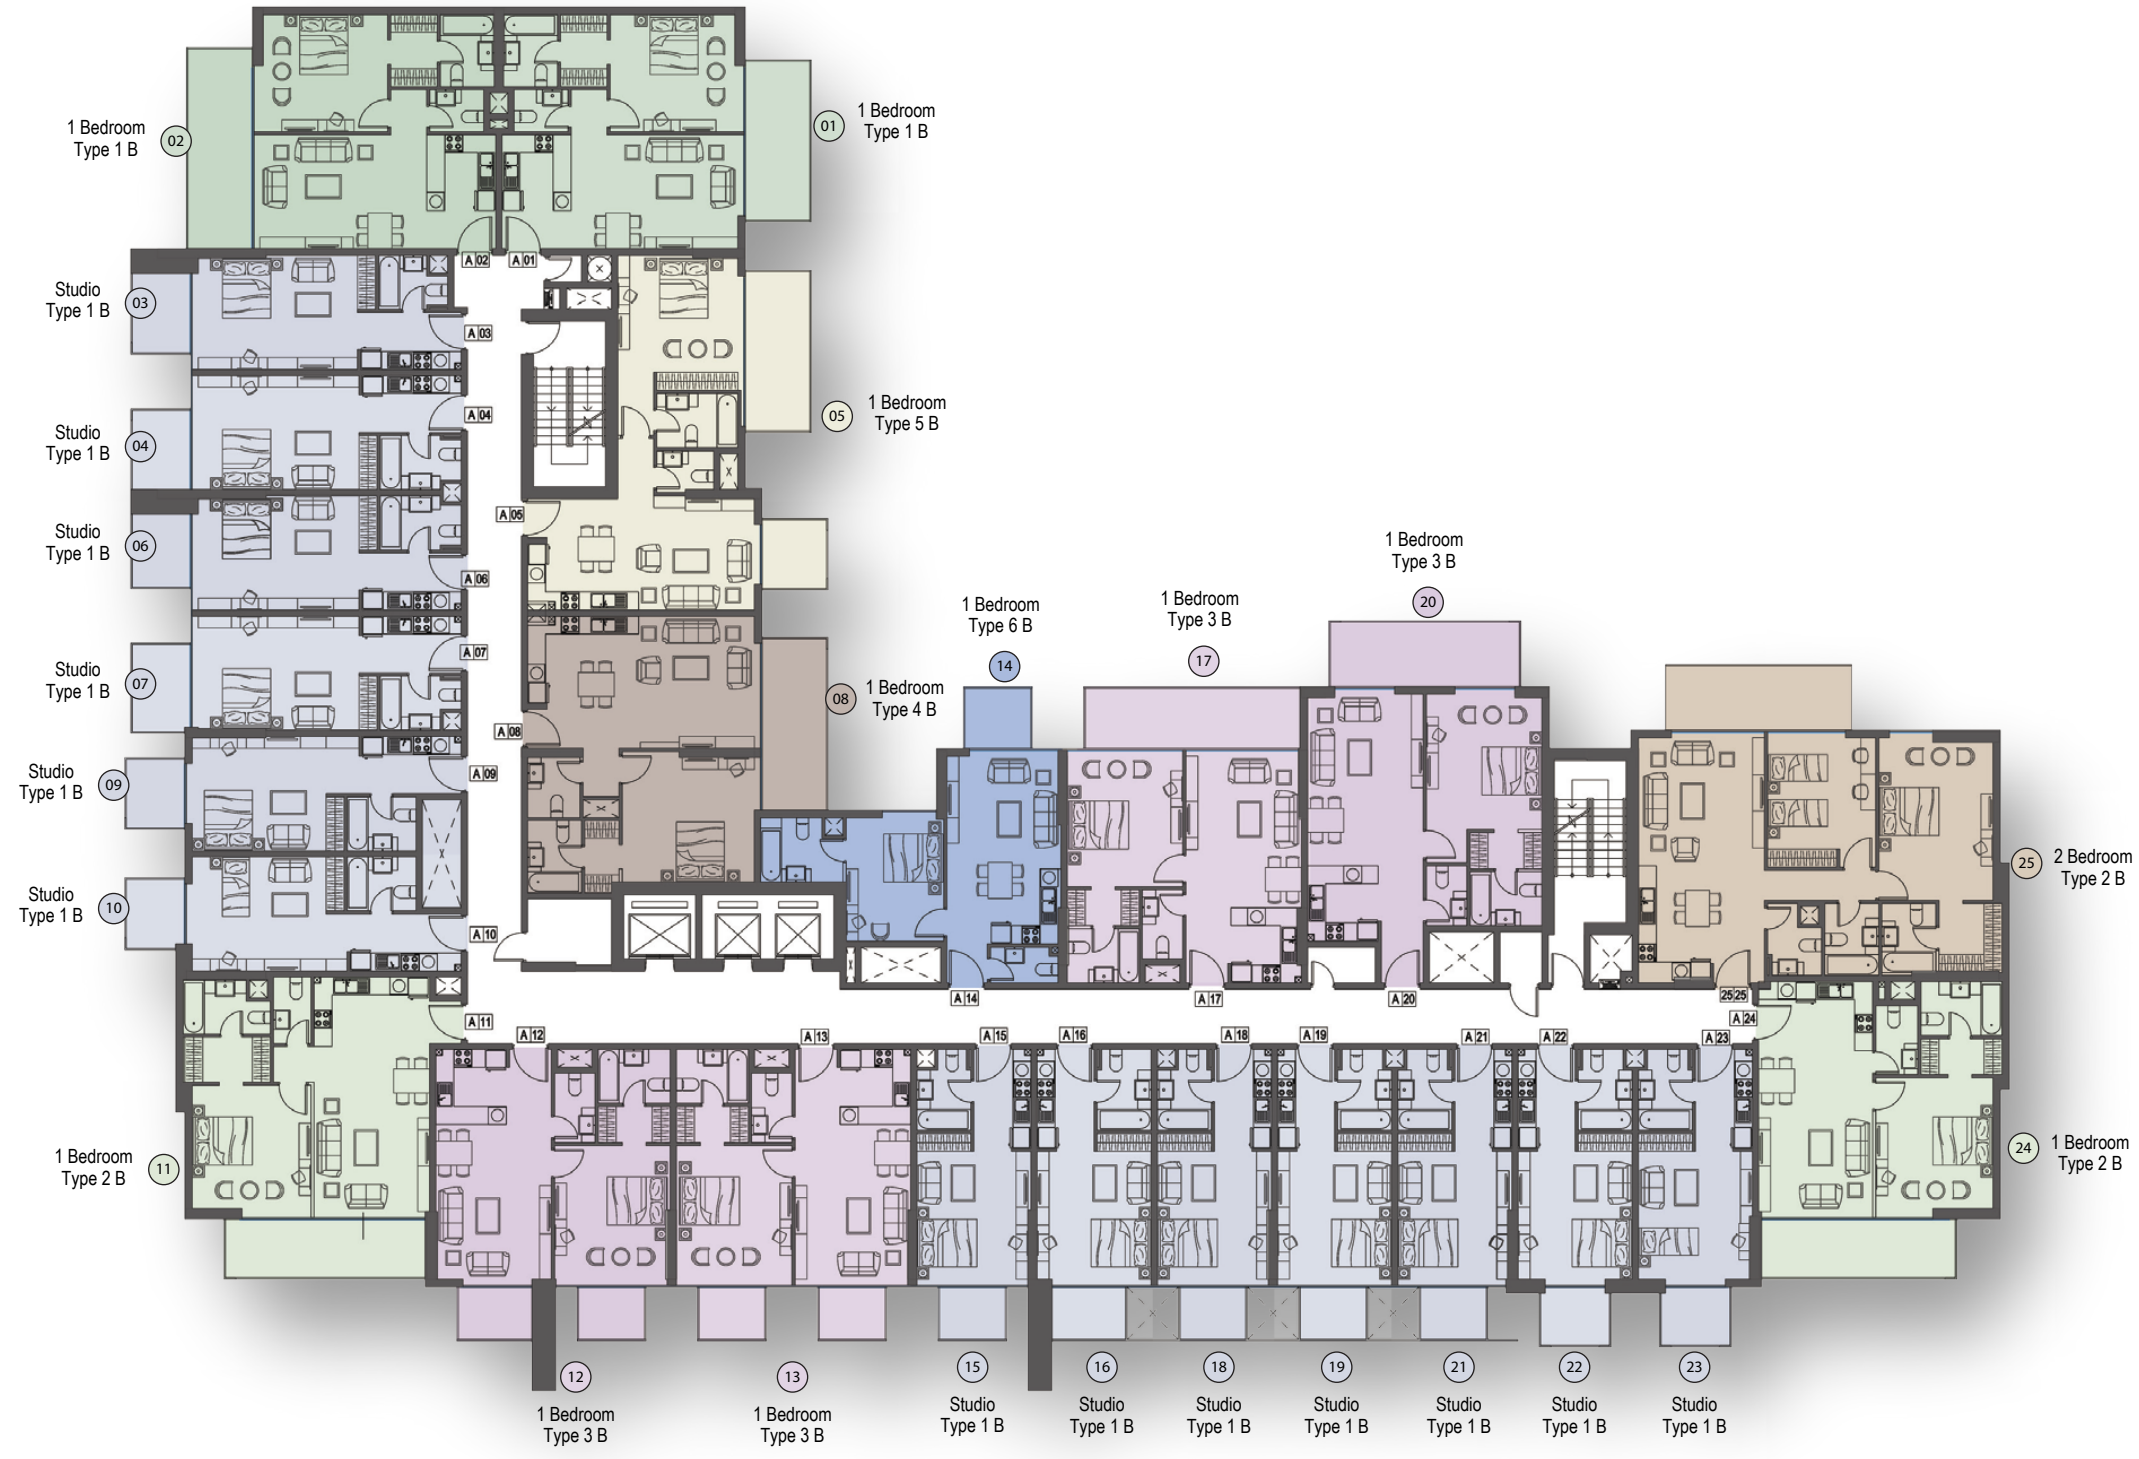 1 Bedroom
Type 1 B
02
01
1 Bedroom
Type 1 B
A 02
A 01
Studio
Type 1 B
03
A 03
Studio
Type 1 B
04
A 04
05
1 Bedroom
Type 5 B
A 05
Studio
Type 1 B
06
A 06
Studio
Type 1 B
07
A 07
08
1 Bedroom
Type 4 B
A 08
Studio
Type 1 B
09
A 09
Studio
Type 1 B
10
A 10
1 Bedroom
Type 6 B
14
1 Bedroom
Type 3 B
17
1 Bedroom
Type 3 B
20
25
2 Bedroom
Type 2 B
A 14
A 17
A 20
25 25
A 11
A 12
A 13
A 15
A 16
A 18
A 19
A 21
A 22
A 23
A 24
1 Bedroom
Type 2 B
11
24
1 Bedroom
Type 2 B
12
1 Bedroom
Type 3 B
13
1 Bedroom
Type 3 B
15
Studio
Type 1 B
16
Studio
Type 1 B
18
Studio
Type 1 B
19
Studio
Type 1 B
21
Studio
Type 1 B
22
Studio
Type 1 B
23
Studio
Type 1 B